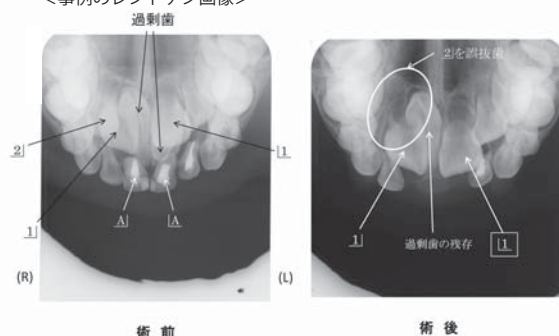 <事例のレントゲン画像>
過剰歯
2⏌
1⏌
A⏌
⎿A
⎿1
(R)
術 前
2⏌を誤抜歯
1⏌
過剰歯の残存
⎿1
(L)
術 後